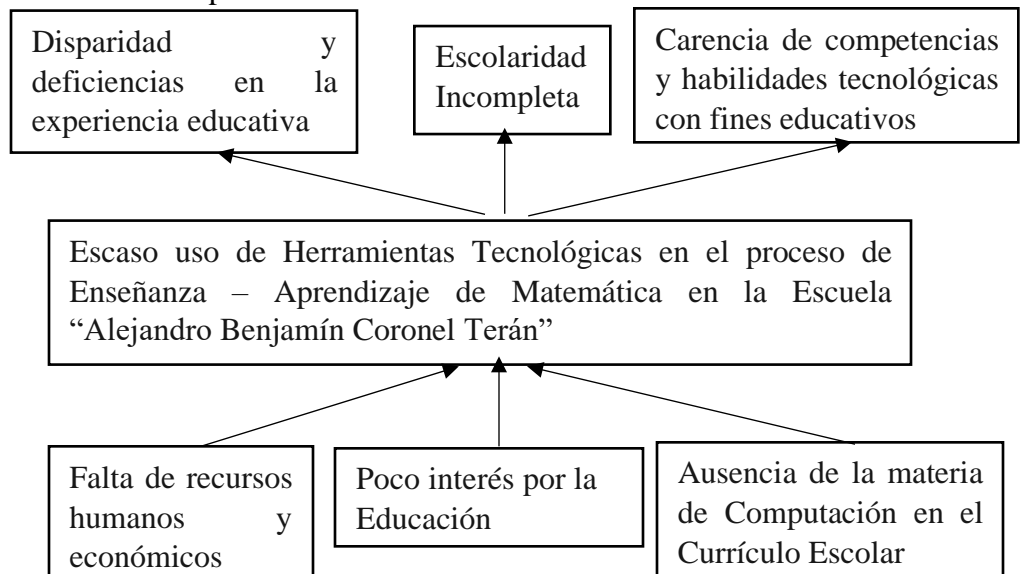 Disparidad y
deficiencias en la
experiencia educativa
Escolaridad
Incompleta
Carencia de competencias
y habilidades tecnológicas
con fines educativos
Escaso uso de Herramientas Tecnológicas en el proceso de
Enseñanza – Aprendizaje de Matemática en la Escuela
“Alejandro Benjamín Coronel Terán”
Falta de recursos
humanos y
económicos
Poco interés por la
Educación
Ausencia de la materia
de Computación en el
Currículo Escolar